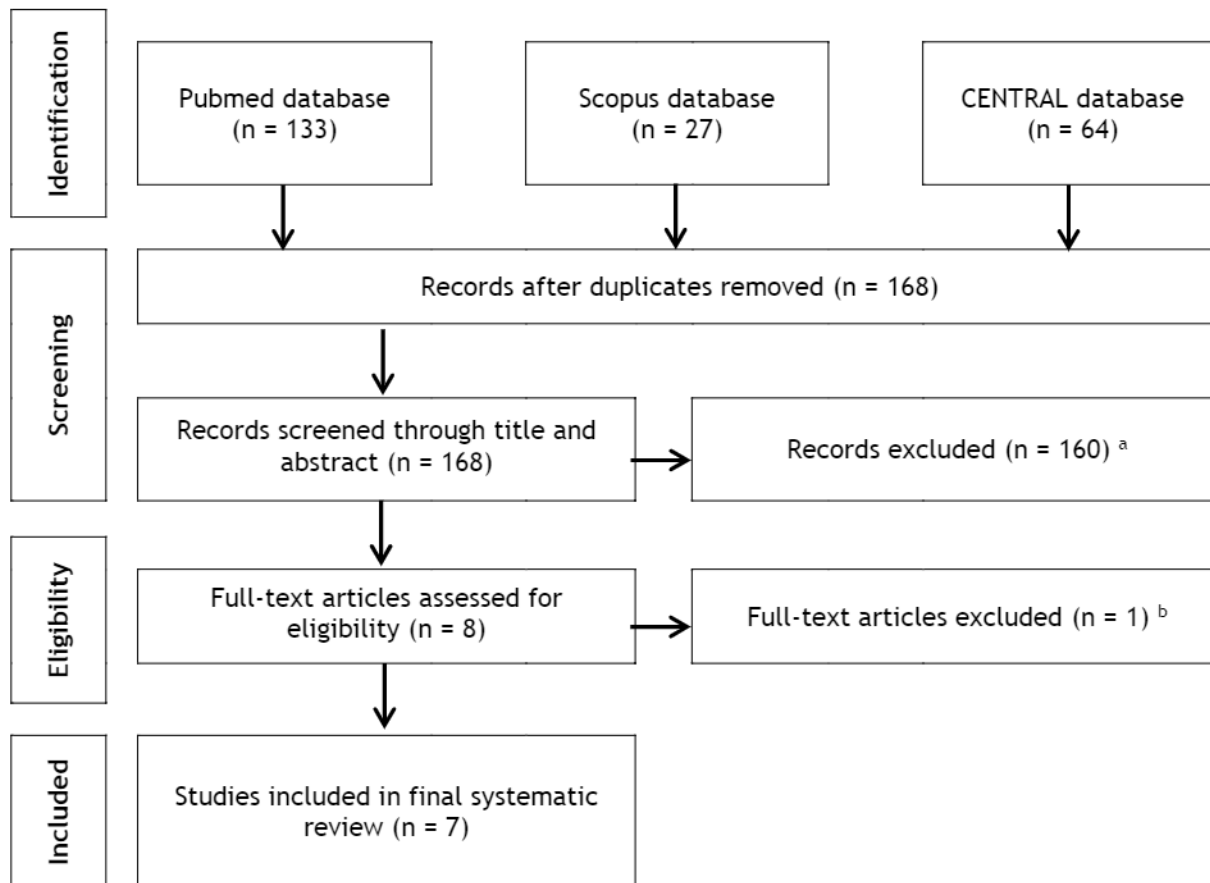 Identification
Pubmed database
(n = 133)
Scopus database
(n = 27)
CENTRAL database
(n = 64)
Screening
Records after duplicates removed (n = 168)
Records screened through title and
abstract (n = 168)
Records excluded (n = 160) ᵃ
Eligibility
Full-text articles assessed for
eligibility (n = 8)
Full-text articles excluded (n = 1) ᵇ
Included
Studies included in final systematic
review (n = 7)